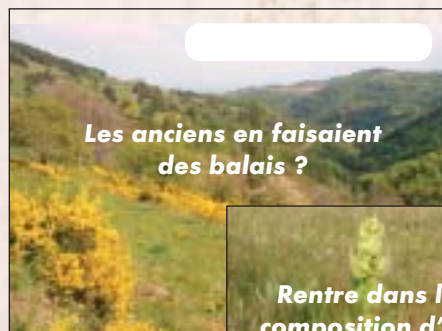 Les anciens en faisaient
des balais ?
Rentre dans l
composition d'